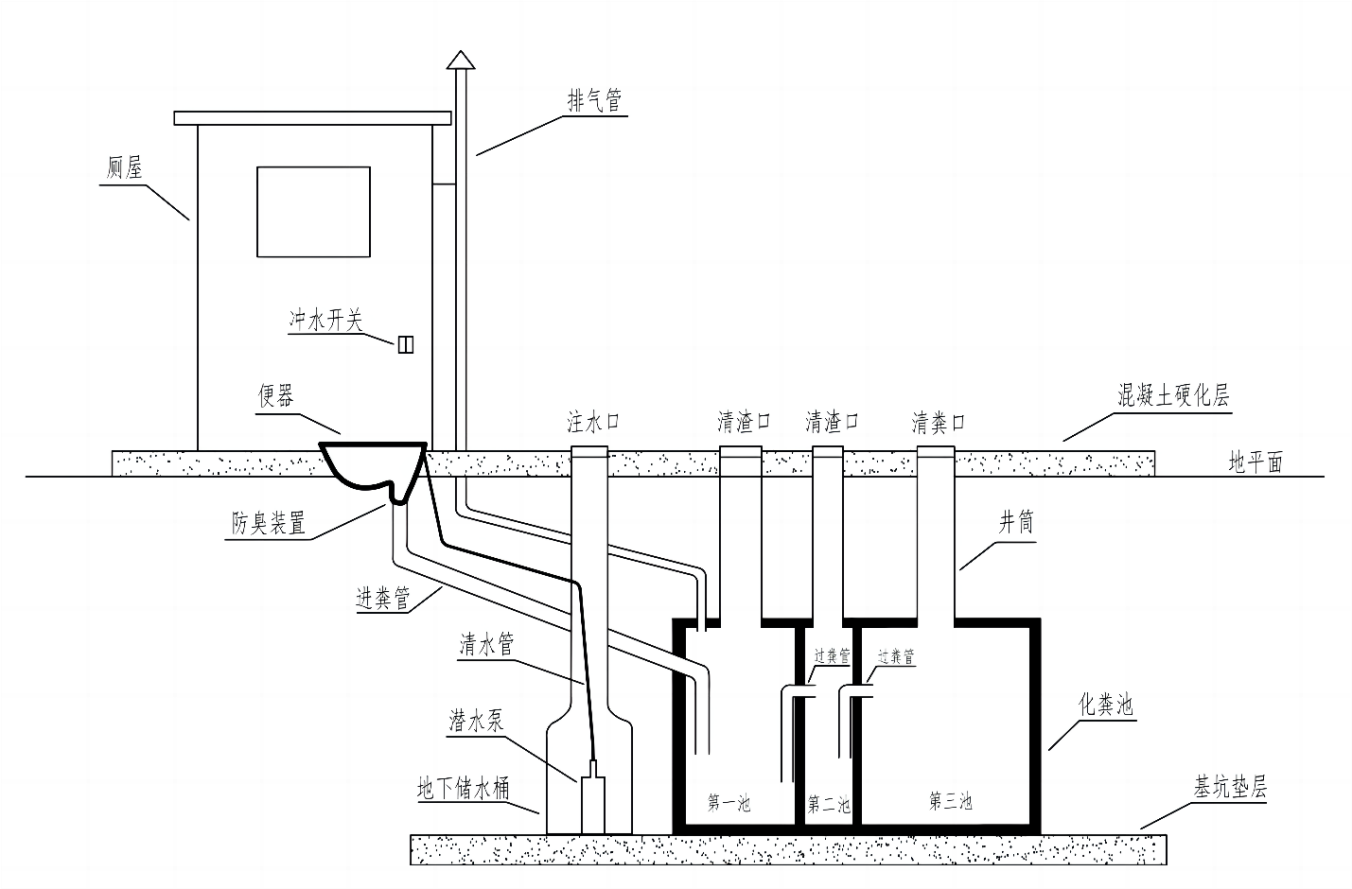 排气管
厕屋
冲水开关
便器
混凝土硬化层
注水口
清渣口
清渣口
清粪口
地平面
防臭装置
井筒
进粪管
清水管
过粪管
过粪管
化粪池
潜水泵
地下储水桶
基坑垫层
第一池
第二池
第三池